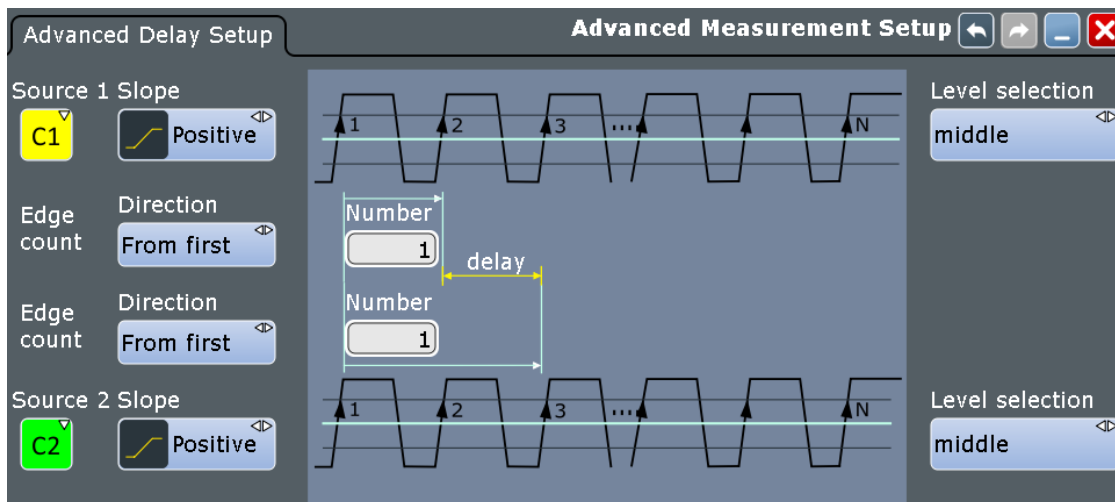 Advanced Delay Setup
Advanced Measurement Setup
Source 1 Slope
Level selection
C1
Positive
1 2 3 .... N
middle
Edge count
Direction
From first
Number
1
delay
Edge count
Direction
From first
Number
1
Source 2 Slope
Level selection
C2
Positive
1 2 3 .... N
middle